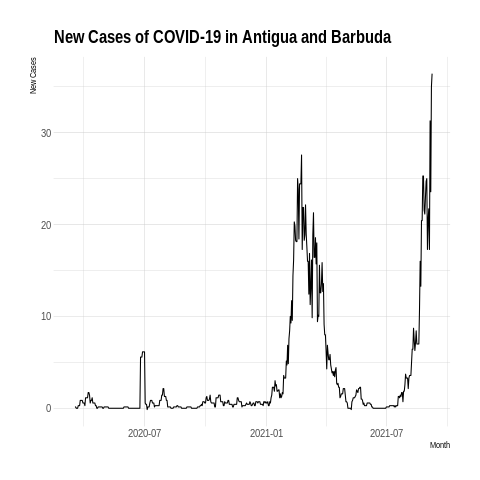 New Cases of COVID-19 in Antigua and Barbuda
New Cases
30
20
10
0
2020-07
2021-01
2021-07
Month